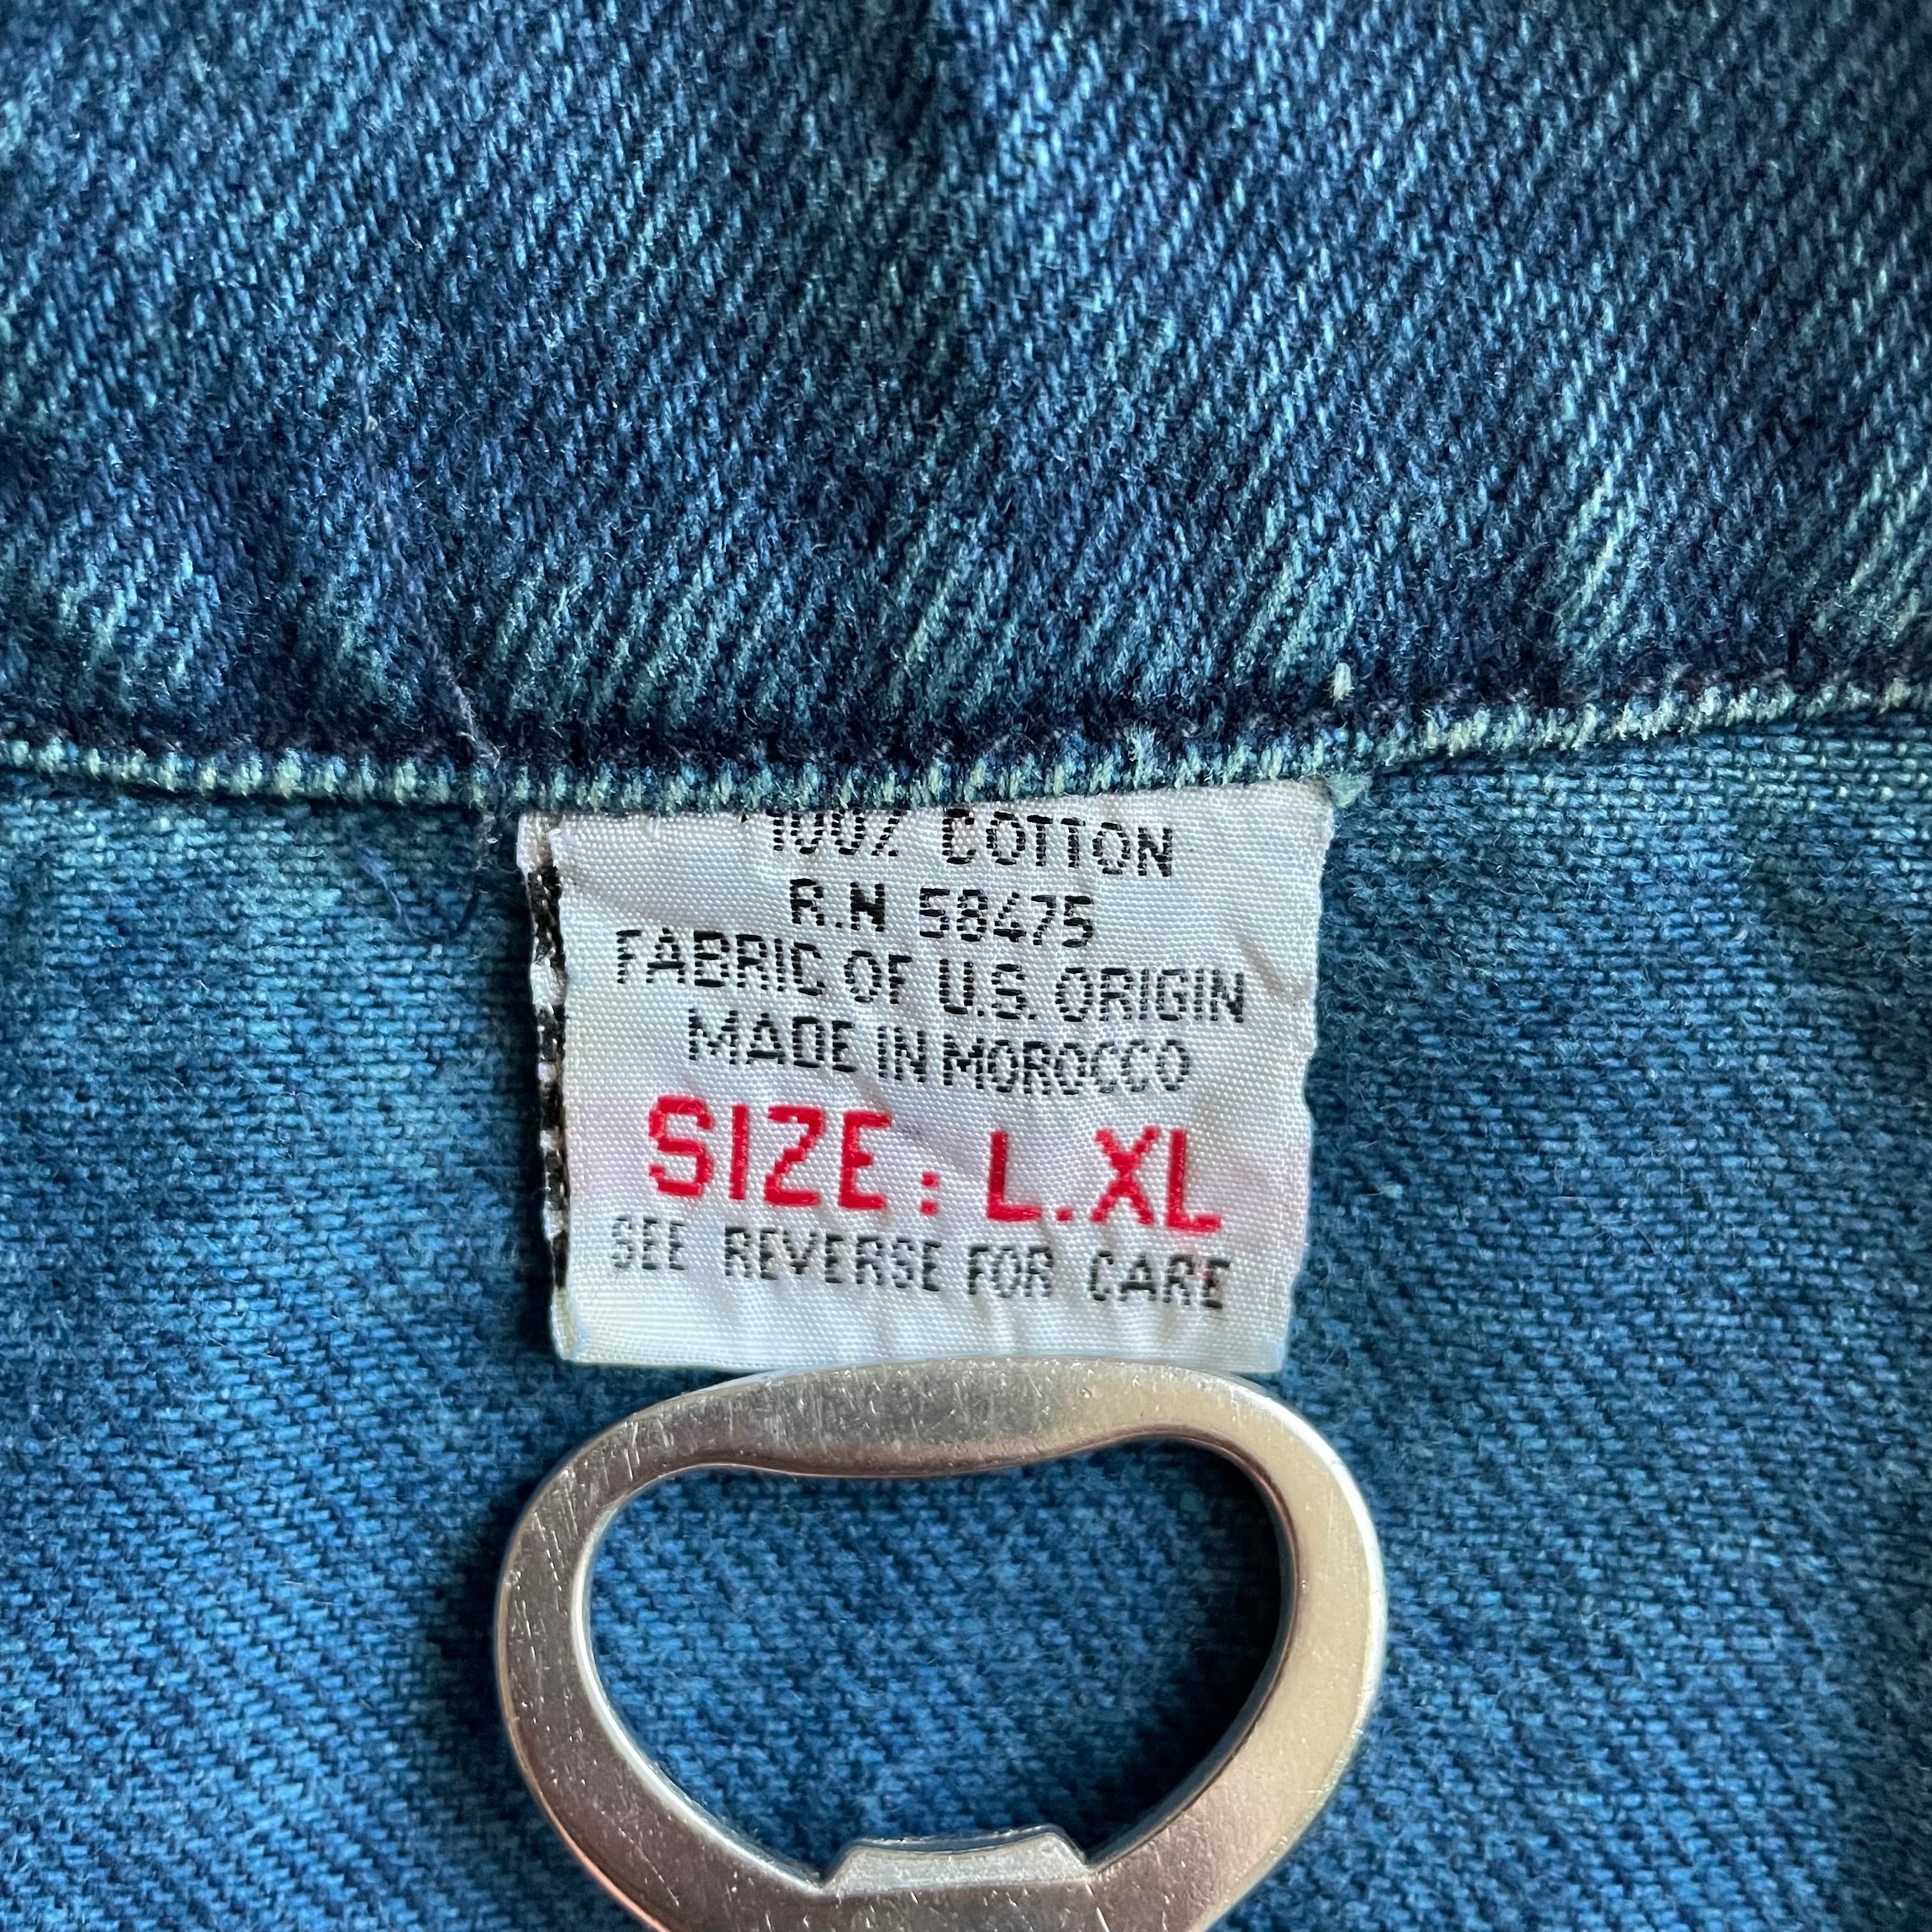 100% COTTON
R.N 58475
FABRIC OF U.S. ORIGIN
MADE IN MOROCCO
SIZE: L.XL
SEE REVERSE FOR CARE